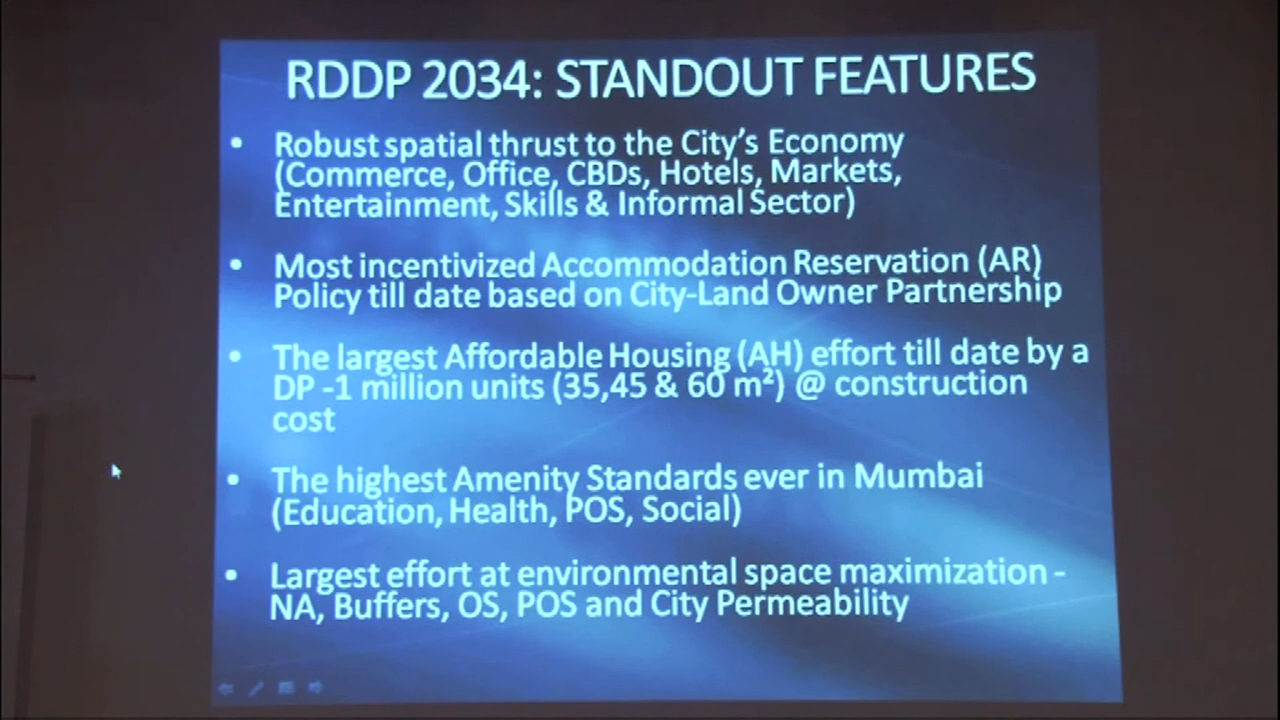 RDDP 2034: STANDOUT FEATURES
• Robust spatial thrust to the City's Economy
(Commerce, Office, CBDs, Hotels, Markets,
Entertainment, Skills & Informal Sector)
• Most incentivized Accommodation Reservation (AR)
Policy till date based on City-Land Owner Partnership
• The largest Affordable Housing (AH) effort till date by a
DP -1 million units (35,45 & 60 m²) @ construction
cost
• The highest Amenity Standards ever in Mumbai
(Education, Health, POS, Social)
• Largest effort at environmental space maximization -
NA, Buffers, OS, POS and City Permeability